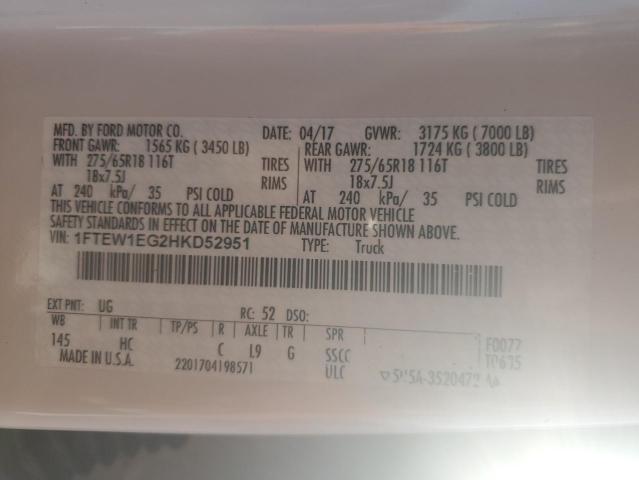 MFD. BY FORD MOTOR CO. DATE: 04/17 GVWR: 3175 KG ( 7000 LB)
FRONT GAWR: 1565 KG ( 3450 LB) REAR GAWR: 1724 KG ( 3800 LB)
WITH 275/65R18 116T TIRES WITH 275/65R18 116T TIRES
18x7.5J RIMS 18x7.5J RIMS
AT 240 kPa/ 35 PSI COLD AT 240 kPa/ 35 PSI COLD
THIS VEHICLE CONFORMS TO ALL APPLICABLE FEDERAL MOTOR VEHICLE
SAFETY STANDARDS IN EFFECT ON THE DATE OF MANUFACTURE SHOWN ABOVE.
VIN: 1FTEW1EG2HKD52951 TYPE: Truck
EXT PNT: UG RC: 52 DSO:
WB INT TR TP/PS R AXLE TR SPR F0077
145 HC C L9 G SSCC T0635
MADE IN U.S.A. 2201704198571 ULC